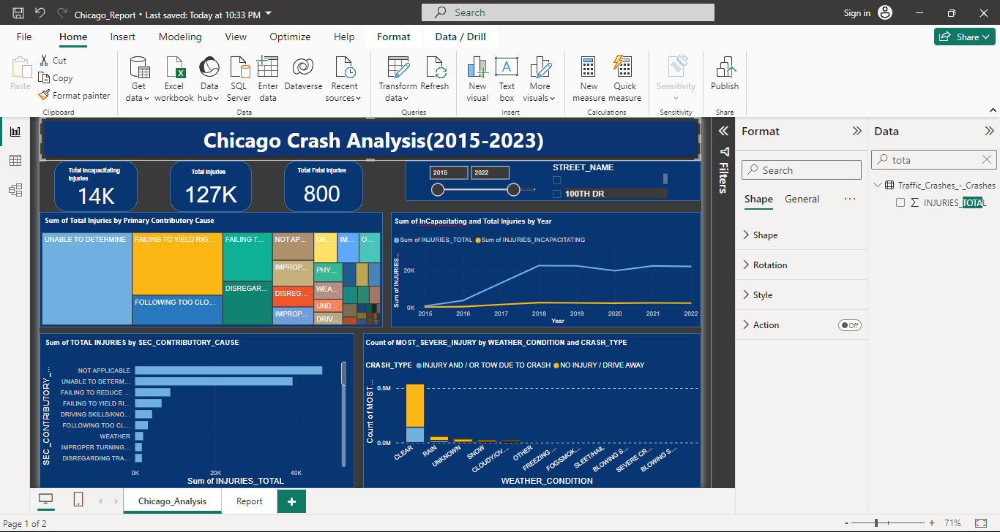 Chicago_Report • Last saved: Today at 10:33 PM
Search
Sign in
File Home Insert Modeling View Optimize Help Format Data / Drill
Share
Paste
Cut
Copy
Format painter
Clipboard
Get data
Excel workbook
Data hub
SQL Server
Enter data
Dataverse
Recent sources
Data
Transform data
Refresh
Queries
New visual
Text box
More visuals
Insert
New measure
Quick measure
Calculations
Sensitivity
Sensitivity
Publish
Share
Chicago Crash Analysis(2015-2023)
Total Incapacitating Injuries
14K
Total Injuries
127K
Total Fatal Injuries
800
2015
2022
STREET_NAME
100TH DR
Sum of Total Injuries by Primary Contributory Cause
UNABLE TO DETERMINE
FAILING TO YIELD RIG...
FOLLOWING TOO CLO...
FAILING T...
DISREGAR...
NOT AP...
IMPROP...
DISREG...
IMPROP...
DR...
IM...
O...
PHY...
WEA...
UND...
DRIV...
Sum of InCapacitating and Total Injuries by Year
Sum of INJURIES_TOTAL
Sum of INJURIES_INCAPACITATING
Sum of INJURIES...
20K
0K
2015 2016 2017 2018 2019 2020 2021 2022
Year
Sum of TOTAL INJURIES by SEC_CONTRIBUTORY_CAUSE
SEC_CONTRIBUTORY_...
NOT APPLICABLE
UNABLE TO DETERM...
FAILING TO REDUCE ...
FAILING TO YIELD RI...
DRIVING SKILLS/KNO...
FOLLOWING TOO CL...
WEATHER
IMPROPER TURNING...
DISREGARDING TRA...
0K 20K 40K
Sum of INJURIES_TOTAL
Count of MOST_SEVERE_INJURY by WEATHER_CONDITION and CRASH_TYPE
CRASH_TYPE
INJURY AND / OR TOW DUE TO CRASH
NO INJURY / DRIVE AWAY
Count of MOST...
0.5M
0.0M
CLEAR
RAIN
UNKNOWN
SNOW
CLOUDY/OV...
OTHER
FREEZING ...
FOG/SMOK...
SLEET/HAIL
BLOWING S...
SEVERE CR...
BLOWING S...
WEATHER_CONDITION
Filters
Format
Search
Shape General ...
Shape
Rotation
Style
Action
Off
Data
tota
Traffic_Crashes_-_Crashes
INJURIES_TOTAL
Chicago_Analysis
Report
Page 1 of 2
- + 71%